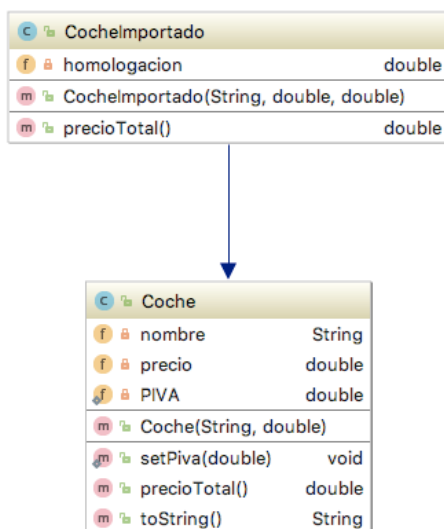 C CocheImportado
f homologacion double
m CocheImportado(String, double, double)
m precioTotal() double
C Coche
f nombre String
f precio double
f PIVA double
m Coche(String, double)
m setPiva(double) void
m precioTotal() double
m toString() String